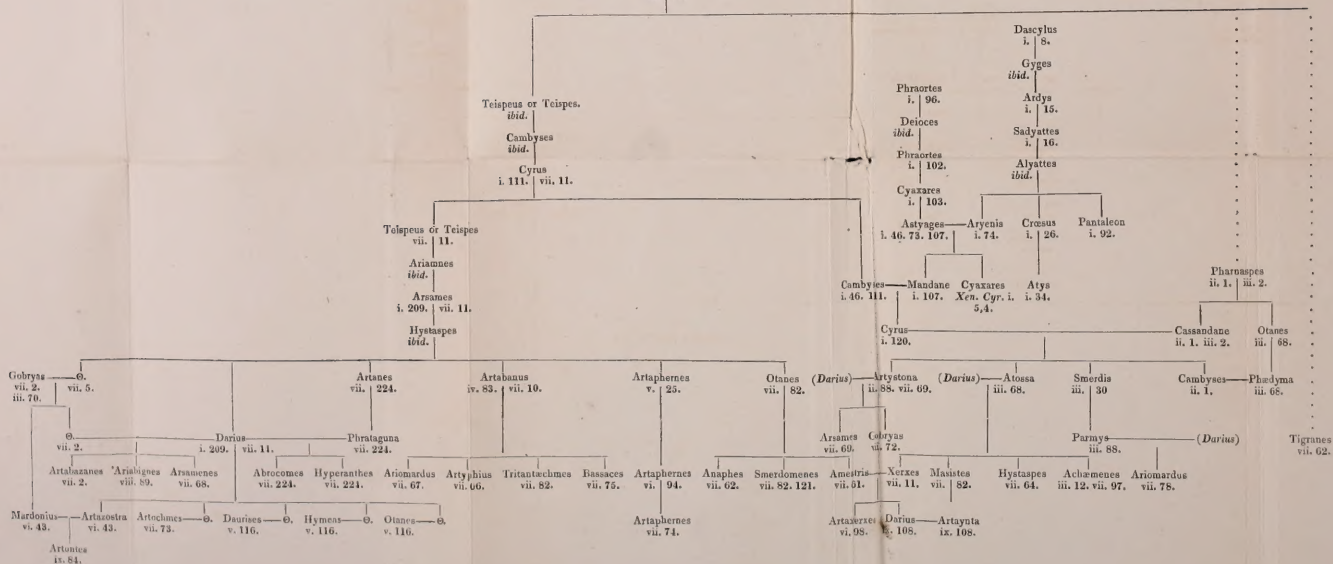 Dascylus
i. 8.
Gyges
ibid.
Phraortes
i. 96.
Ardys
i. 15.
Teispeus or Teispes.
ibid.
Deioces
ibid.
Sadyattes
i. 16.
Cambyses
ibid.
Phraortes
i. 102.
Alyattes
ibid.
Cyrus
i. 111. vii. 11.
Cyaxares
i. 103.
Teispeus or Teispes
vii. 11.
Astyages Aryenis Crœsus Pantaleon
i. 46. 73. 107. i. 74. i. 26. i. 92.
Ariamnes
ibid.
Pharnaspes
ii. 1. iii. 2.
Arsames
i. 209. vii. 11.
Cambyses Mandane Cyaxares Atys
i. 46. 111. i. 107. Xen. Cyr. i. i. 34.
5,4.
Hystaspes
ibid.
Cyrus Cassandane Otanes
i. 120. ii. 1. iii. 2. iii. 68.
Gobryas Θ. Artanes Artabanus Artaphernes Otanes (Darius) Artystona (Darius) Atossa Smerdis Cambyses Phædyma
vii. 2. vii. 5. vii. 224. iv. 83. vii. 10. v. 25. vii. 82. ii. 88. vii. 69. iii. 68. iii. 30 ii. 1. iii. 68.
iii. 70.
Θ. Darius Phrataguna Arsames Gobryas Parmys (Darius) Tigranes
vii. 2. i. 209. vii. 11. vii. 224. vii. 69. vii. 72. iii. 88. vii. 62.
Artabazanes Ariabignes Arsamenes Abrocomes Hyperanthes Ariomardus Artyphius Tritantæchmes Bassaces Artaphernes Anaphes Smerdomenes Amestris Xerxes Masistes Hystaspes Achæmenes Ariomardus
vii. 2. viii. 89. vii. 68. vii. 224. vii. 224. vii. 67. vii. 66. vii. 82. vii. 75. vi. 94. vii. 62. vii. 82. 121. vii. 61. vii. 11. vii. 82. vii. 64. iii. 12. vii. 97. vii. 78.
Mardonius Artazostra Artochmes Θ. Daurises Θ. Hymeas Θ. Otanes Θ. Artaphernes Artaxerxes Darius Artaynta
vi. 43. vi. 43. vii. 73. v. 116. v. 116. v. 116. vii. 74. vi. 98. 108. ix. 108.
Artontes
ix. 84.